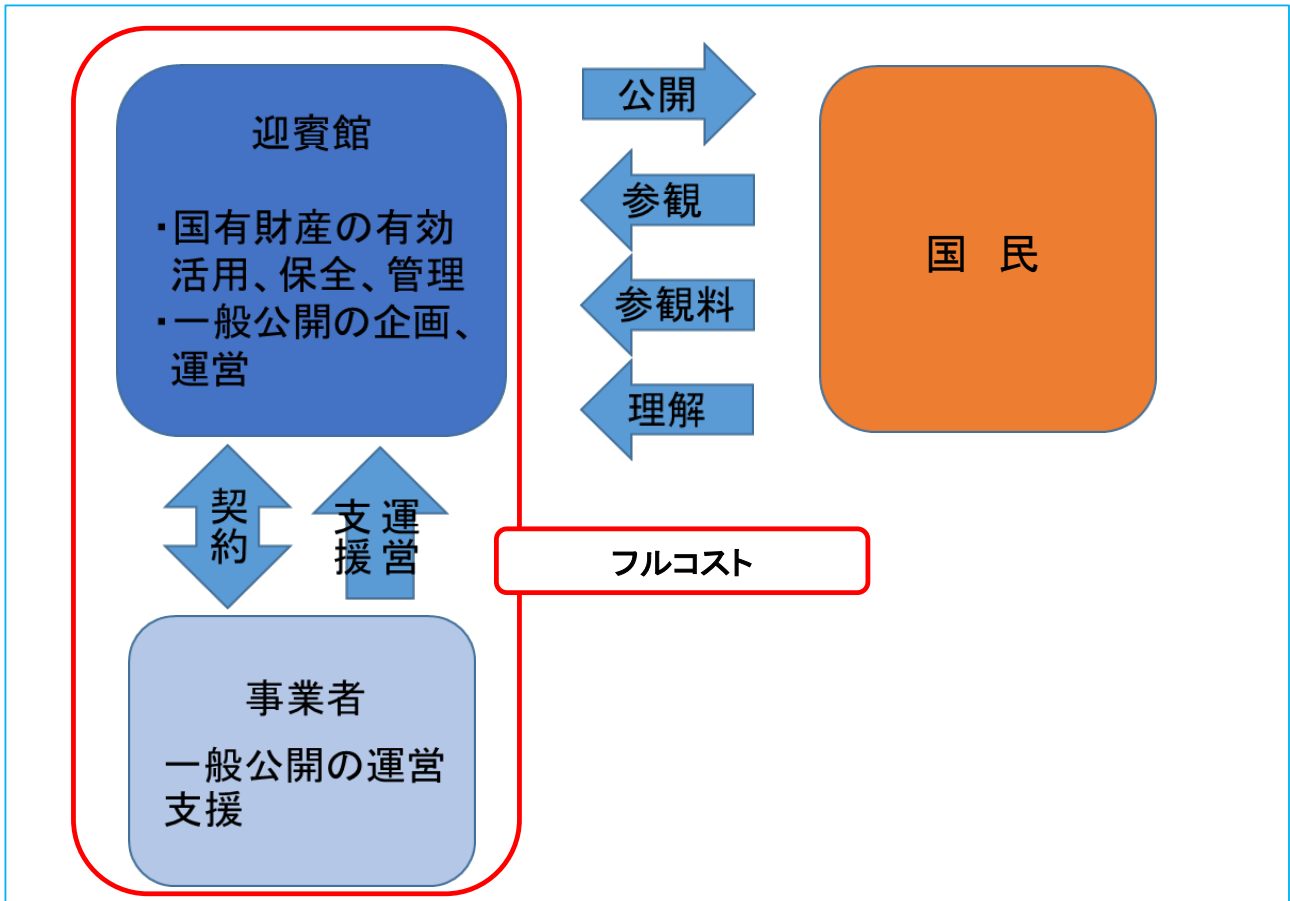 迎賓館
・国有財産の有効
活用、保全、管理
・一般公開の企画、
運営
公開
参観
参観料
理解
国　民
契約
運営
支援
フルコスト
事業者
一般公開の運営
支援